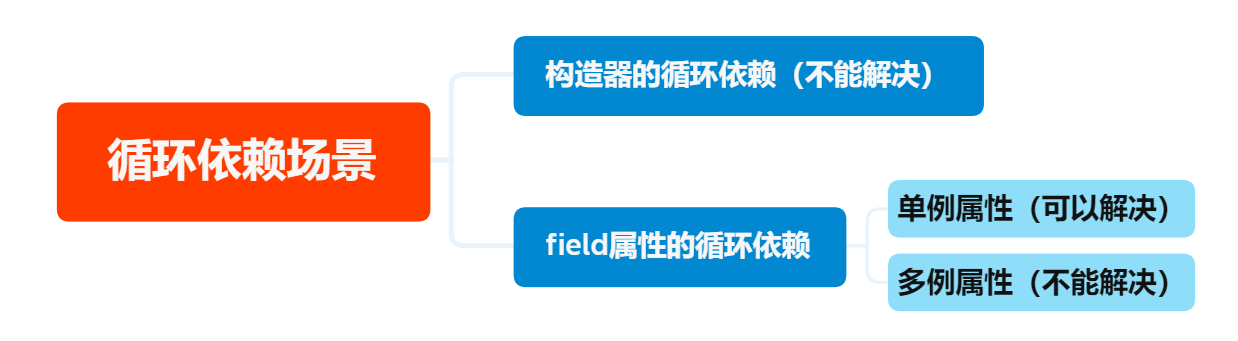 循环依赖场景
构造器的循环依赖（不能解决）
field属性的循环依赖
单例属性（可以解决）
多例属性（不能解决）